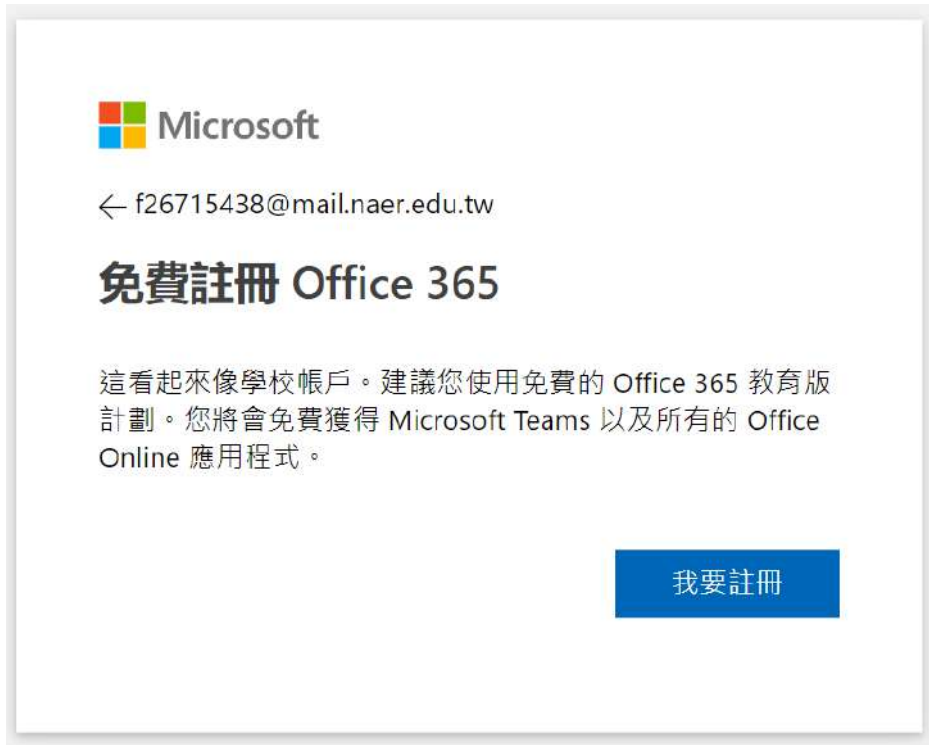 Microsoft
← f26715438@mail.naer.edu.tw
免費註冊 Office 365
這看起來像學校帳戶。建議您使用免費的 Office 365 教育版
計劃。您將會免費獲得 Microsoft Teams 以及所有的 Office
Online 應用程式。
我要註冊